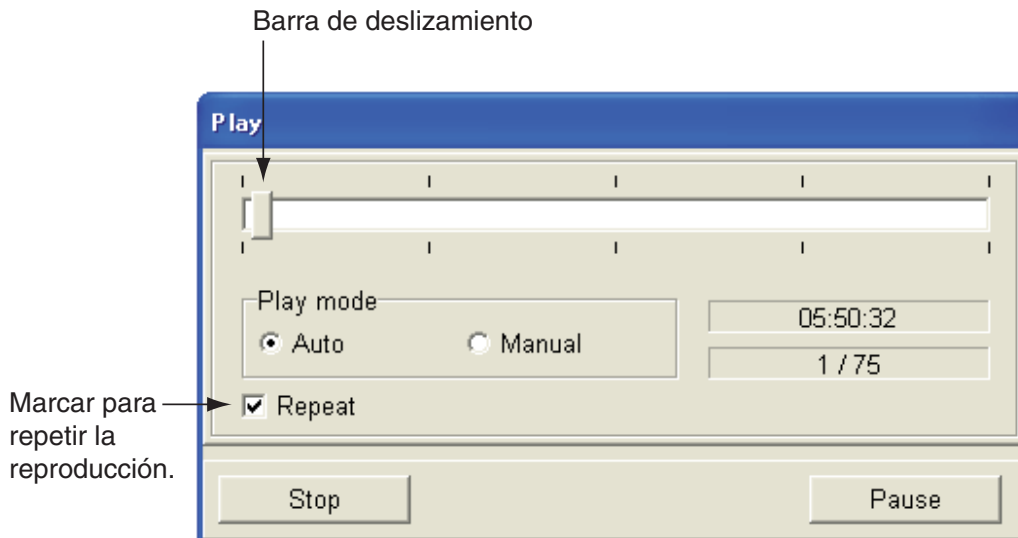 Barra de deslizamiento
Play
Play mode
Auto
Manual
05:50:32
1 / 75
Marcar para
repetir la
reproducción.
Repeat
Stop
Pause